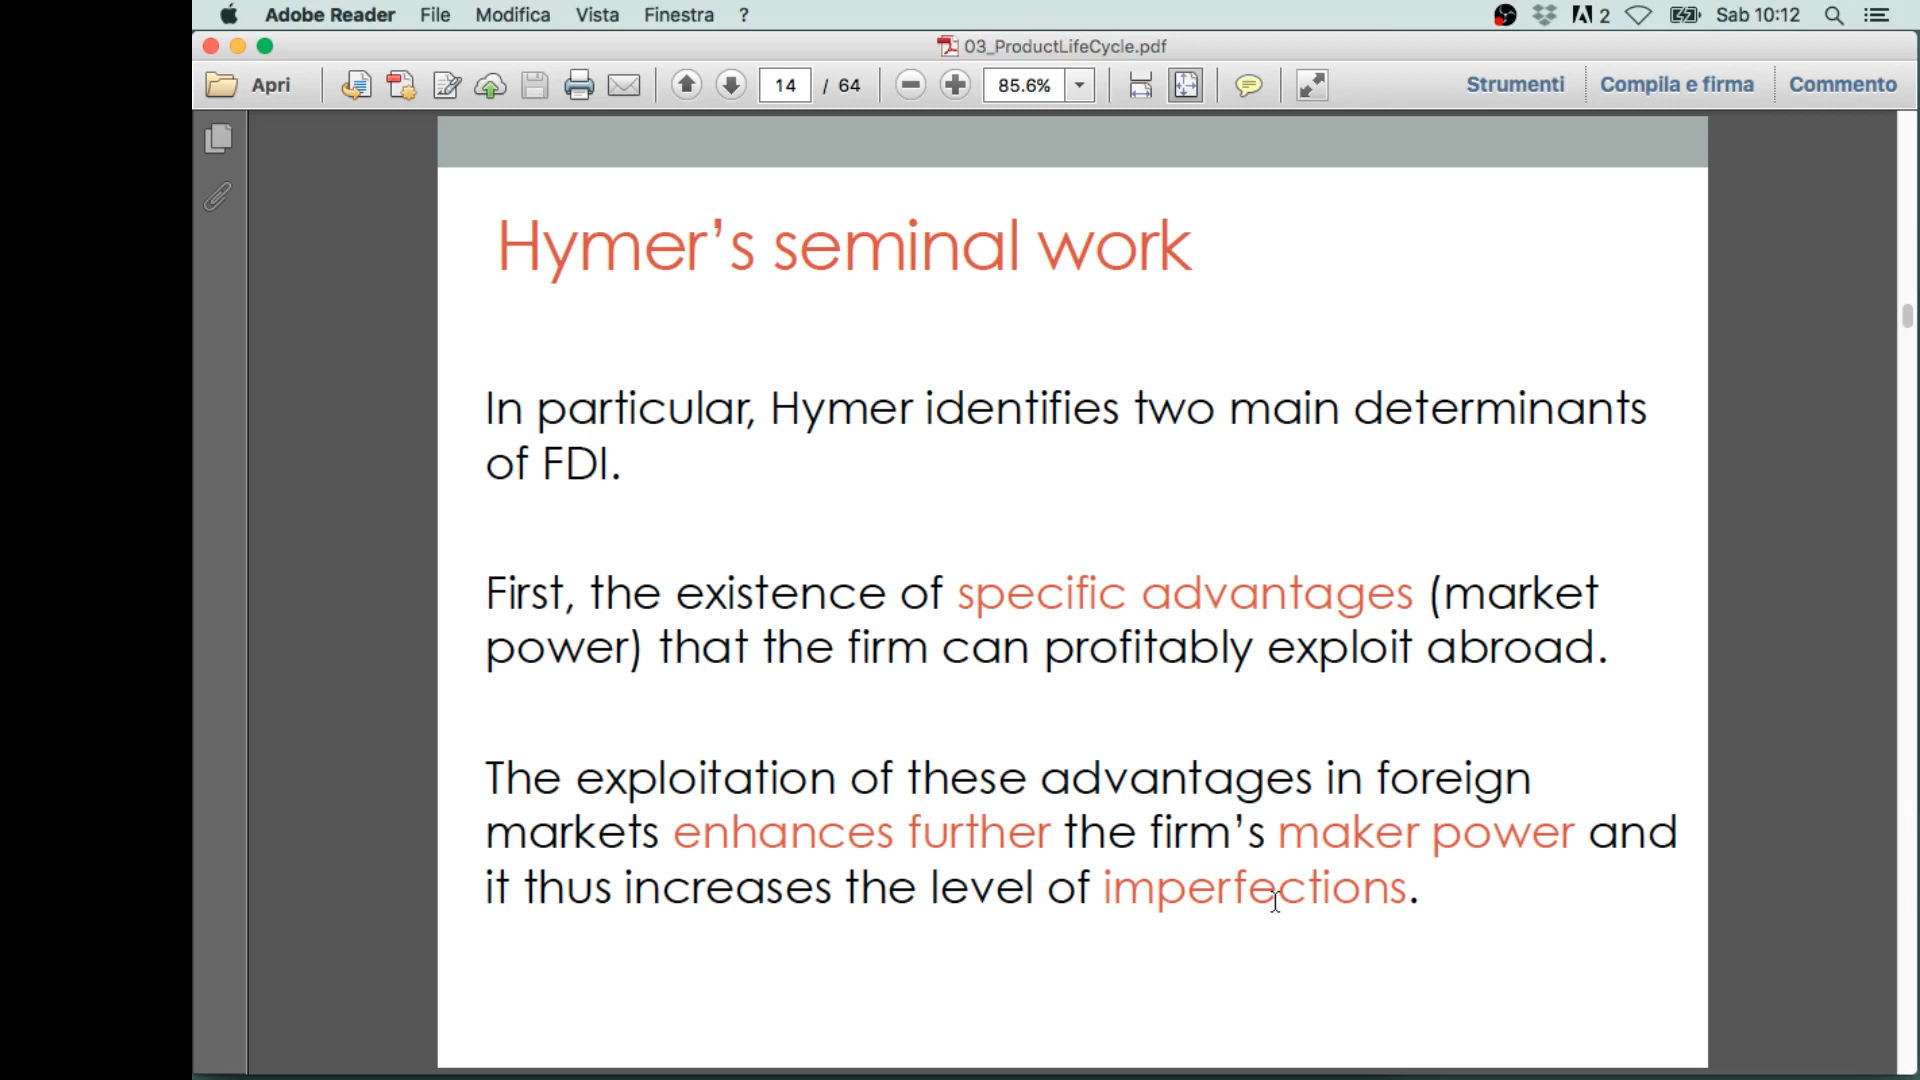 Adobe Reader File Modifica Vista Finestra ? 2 Sab 10:12
03_ProductLifeCycle.pdf
Apri 14 / 64 85.6% Strumenti Compila e firma Commento
Hymer's seminal work
In particular, Hymer identifies two main determinants
of FDI.
First, the existence of specific advantages (market
power) that the firm can profitably exploit abroad.
The exploitation of these advantages in foreign
markets enhances further the firm's maker power and
it thus increases the level of imperfections.